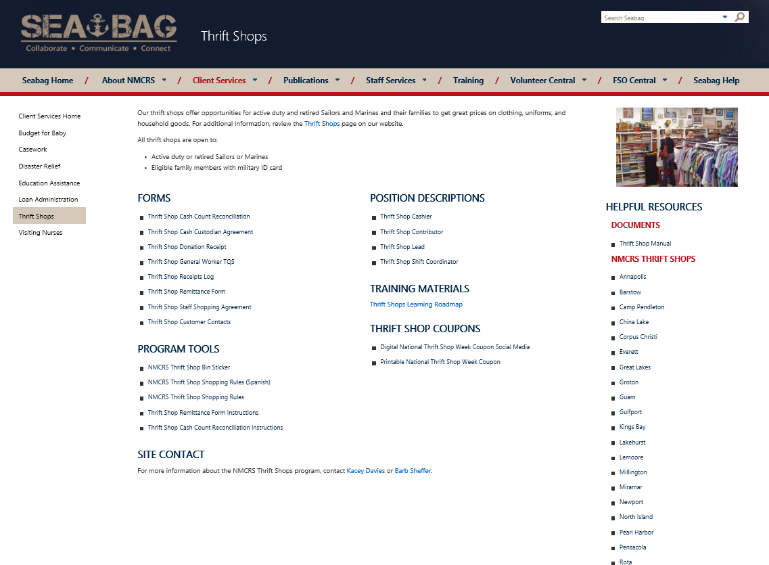 SEABAG
Collaborate • Communicate • Connect
Thrift Shops
Search Seabag
Seabag Home / About NMCRS / Client Services / Publications / Staff Services / Training / Volunteer Central / FSO Central / Seabag Help
Client Services Home
Budget for Baby
Casework
Disaster Relief
Education Assistance
Loan Administration
Thrift Shops
Visiting Nurses
Our thrift shops offer opportunities for active duty and retired Sailors and Marines and their families to get great prices on clothing, uniforms, and
household goods. For additional information, review the Thrift Shops page on our website.
All thrift shops are open to:
• Active duty or retired Sailors or Marines
• Eligible family members with military ID card
FORMS
Thrift Shop Cash Count Reconciliation
Thrift Shop Cash Custodian Agreement
Thrift Shop Donation Receipt
Thrift Shop General Worker TQS
Thrift Shop Receipts Log
Thrift Shop Remittance Form
Thrift Shop Staff Shopping Agreement
Thrift Shop Customer Contacts
PROGRAM TOOLS
NMCRS Thrift Shop Bin Sticker
NMCRS Thrift Shop Shopping Rules (Spanish)
NMCRS Thrift Shop Shopping Rules
Thrift Shop Remittance Form Instructions
Thrift Shop Cash Count Reconciliation Instructions
SITE CONTACT
For more information about the NMCRS Thrift Shops program, contact Kacey Davies or Barb Sheffer.
POSITION DESCRIPTIONS
Thrift Shop Cashier
Thrift Shop Contributor
Thrift Shop Lead
Thrift Shop Shift Coordinator
TRAINING MATERIALS
Thrift Shops Learning Roadmap
THRIFT SHOP COUPONS
Digital National Thrift Shop Week Coupon Social Media
Printable National Thrift Shop Week Coupon
HELPFUL RESOURCES
DOCUMENTS
Thrift Shop Manual
NMCRS THRIFT SHOPS
Annapolis
Barstow
Camp Pendleton
China Lake
Corpus Christi
Everett
Great Lakes
Groton
Guam
Gulfport
Kings Bay
Lakehurst
Lemoore
Millington
Miramar
Newport
North Island
Pearl Harbor
Pensacola
Rota